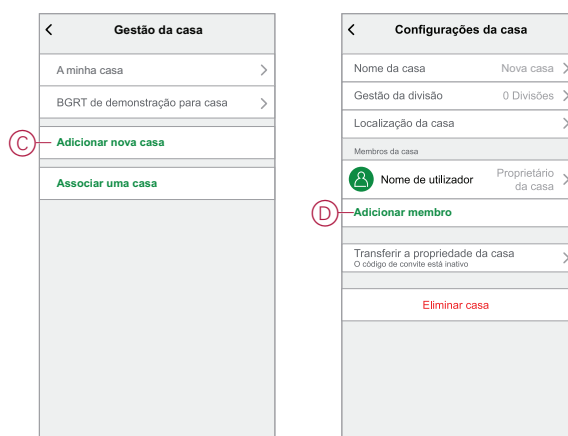 Gestão da casa
A minha casa
BGRT de demonstração para casa
C
Adicionar nova casa
Associar uma casa
Configurações da casa
Nome da casa Nova casa
Gestão da divisão 0 Divisões
Localização da casa
Membros da casa
Nome de utilizador Proprietário
da casa
D
Adicionar membro
Transferir a propriedade da casa
O código de convite está inativo
Eliminar casa